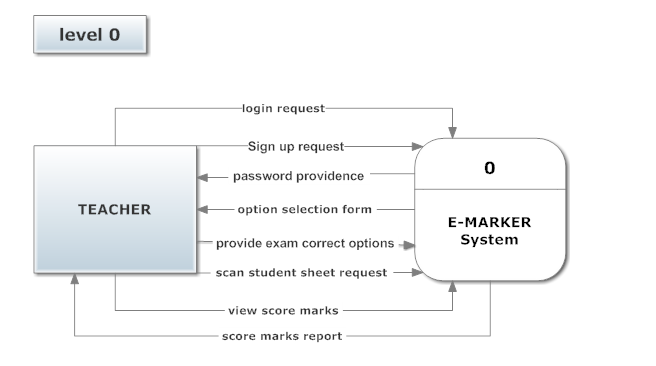 level 0
login request
Sign up request
password providence
option selection form
provide exam correct options
scan student sheet request
view score marks
score marks report
TEACHER
0
E-MARKER
System